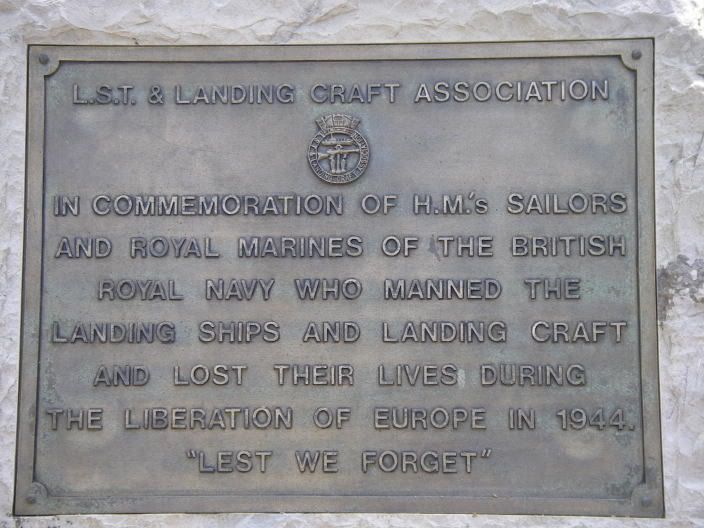 L.S.T. & LANDING CRAFT ASSOCIATION
IN COMMEMORATION OF H.M.'s SAILORS
AND ROYAL MARINES OF THE BRITISH
ROYAL NAVY WHO MANNED THE
LANDING SHIPS AND LANDING CRAFT
AND LOST THEIR LIVES DURING
THE LIBERATION OF EUROPE IN 1944.
"LEST WE FORGET"